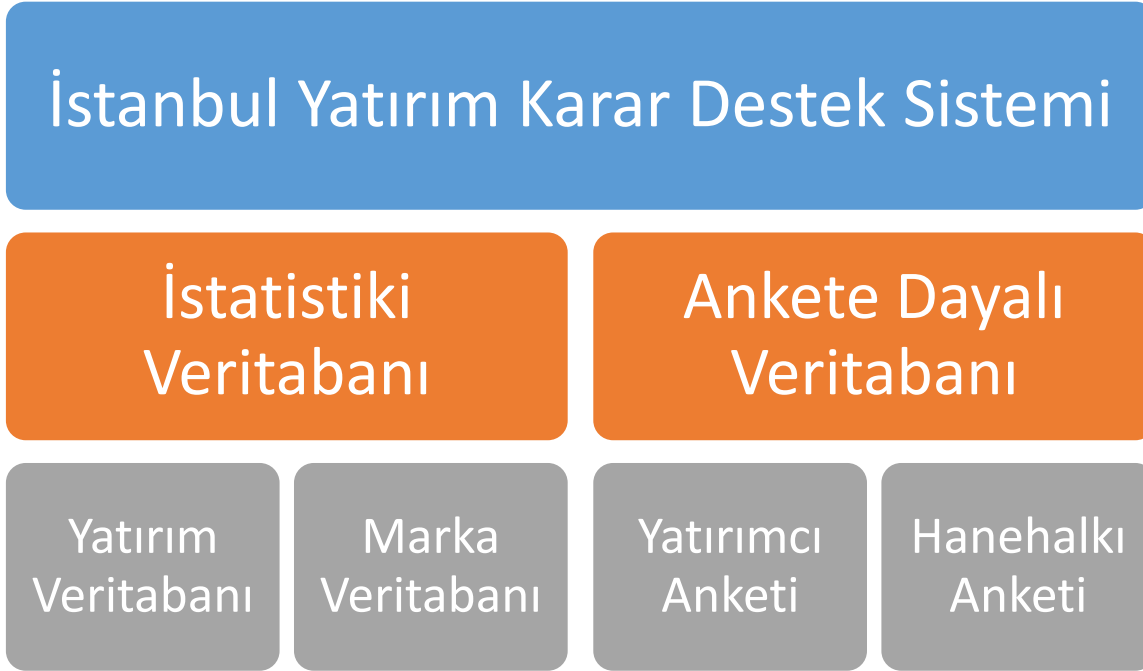 İstanbul Yatırım Karar Destek Sistemi
İstatistiki
Veritabanı
Ankete Dayalı
Veritabanı
Yatırım
Veritabanı
Marka
Veritabanı
Yatırımcı
Anketi
Hanehalkı
Anketi